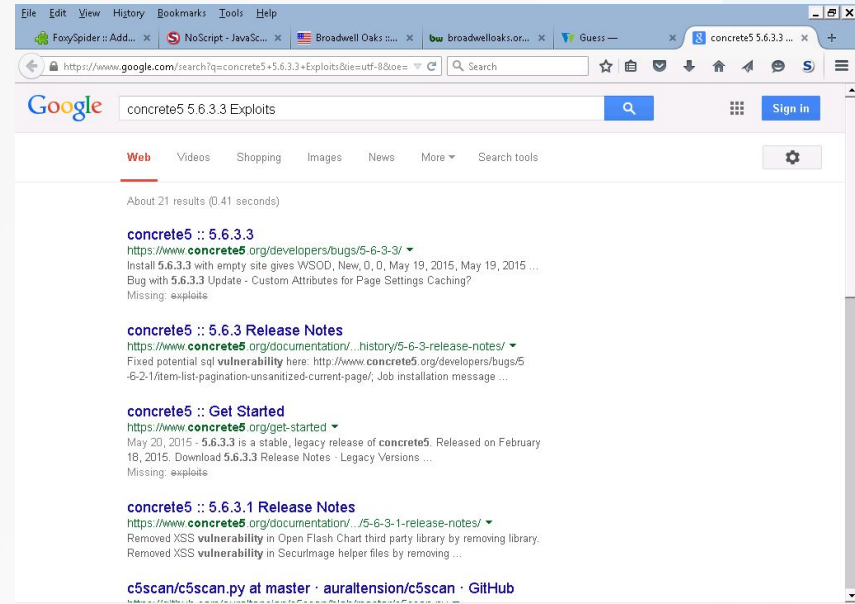 File Edit View History Bookmarks Tools Help
FoxySpider :: Add... × NoScript - JavaSc... × Broadwell Oaks ::... × bw broadwelloaks.or... × Guess — × concrete5 5.6.3.3 ... × +
https://www.google.com/search?q=concrete5+5.6.3.3+Exploits&ie=utf-8&oe= Search
Google concrete5 5.6.3.3 Exploits Sign in
Web Videos Shopping Images News More Search tools
About 21 results (0.41 seconds)
concrete5 :: 5.6.3.3
https://www.concrete5.org/developers/bugs/5-6-3-3/
Install 5.6.3.3 with empty site gives WSOD, New, 0, 0, May 19, 2015, May 19, 2015 ...
Bug with 5.6.3.3 Update - Custom Attributes for Page Settings Caching?
Missing: exploits
concrete5 :: 5.6.3 Release Notes
https://www.concrete5.org/documentation/...history/5-6-3-release-notes/
Fixed potential sql vulnerability here: http://www.concrete5.org/developers/bugs/5
-6-2-1/item-list-pagination-unsanitized-current-page/; Job installation message ...
concrete5 :: Get Started
https://www.concrete5.org/get-started
May 20, 2015 - 5.6.3.3 is a stable, legacy release of concrete5. Released on February
18, 2015. Download 5.6.3.3 Release Notes · Legacy Versions ...
Missing: exploits
concrete5 :: 5.6.3.1 Release Notes
https://www.concrete5.org/documentation/.../5-6-3-1-release-notes/
Removed XSS vulnerability in Open Flash Chart third party library by removing library.
Removed XSS vulnerability in SecurImage helper files by removing ...
c5scan/c5scan.py at master · auraltension/c5scan · GitHub